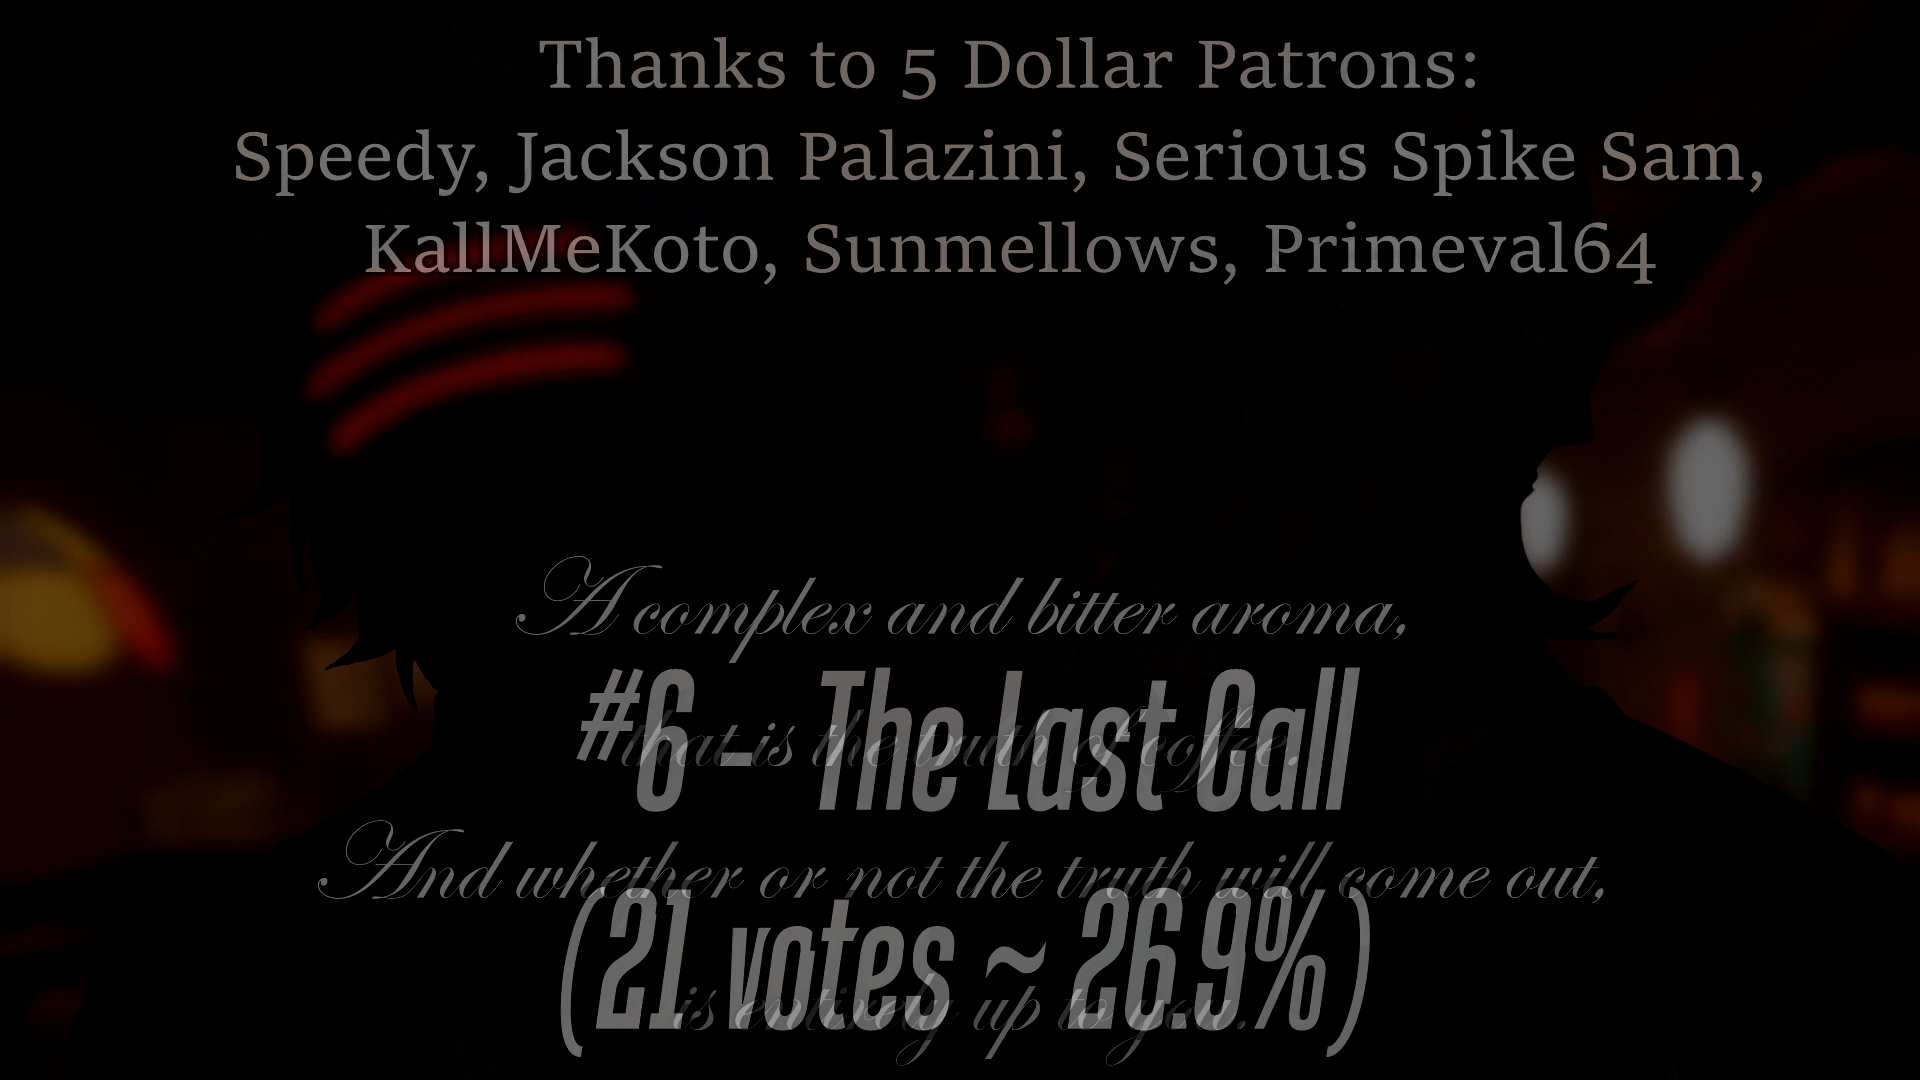 Thanks to 5 Dollar Patrons:
Speedy, Jackson Palazini, Serious Spike Sam,
KallMeKoto, Sunmellows, Primeval64
A complex and bitter aroma,
#6 - The Last Call
that is the truth of coffee.
And whether or not the truth will come out,
(21 votes ~ 26.9%)
is entirely up to you.